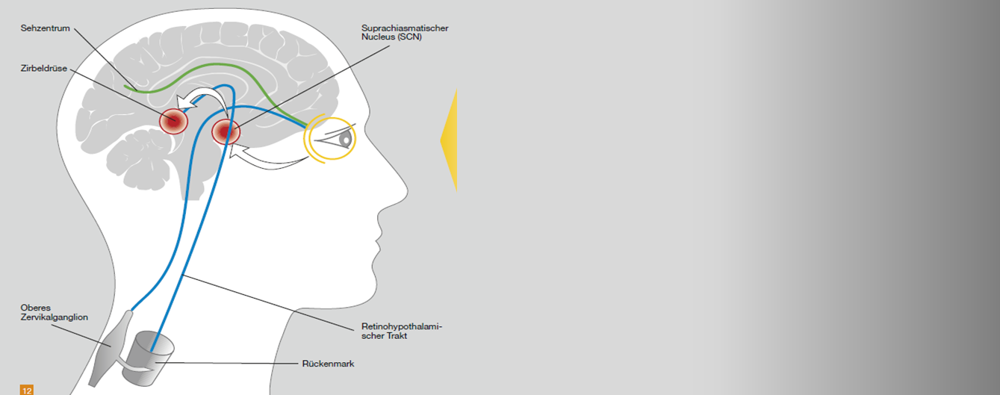 Sehzentrum
Zirbeldrüse
Suprachiasmatischer
Nucleus (SCN)
Oberes
Zervikalganglion
Retinohypothalami-
scher Trakt
Rückenmark
12